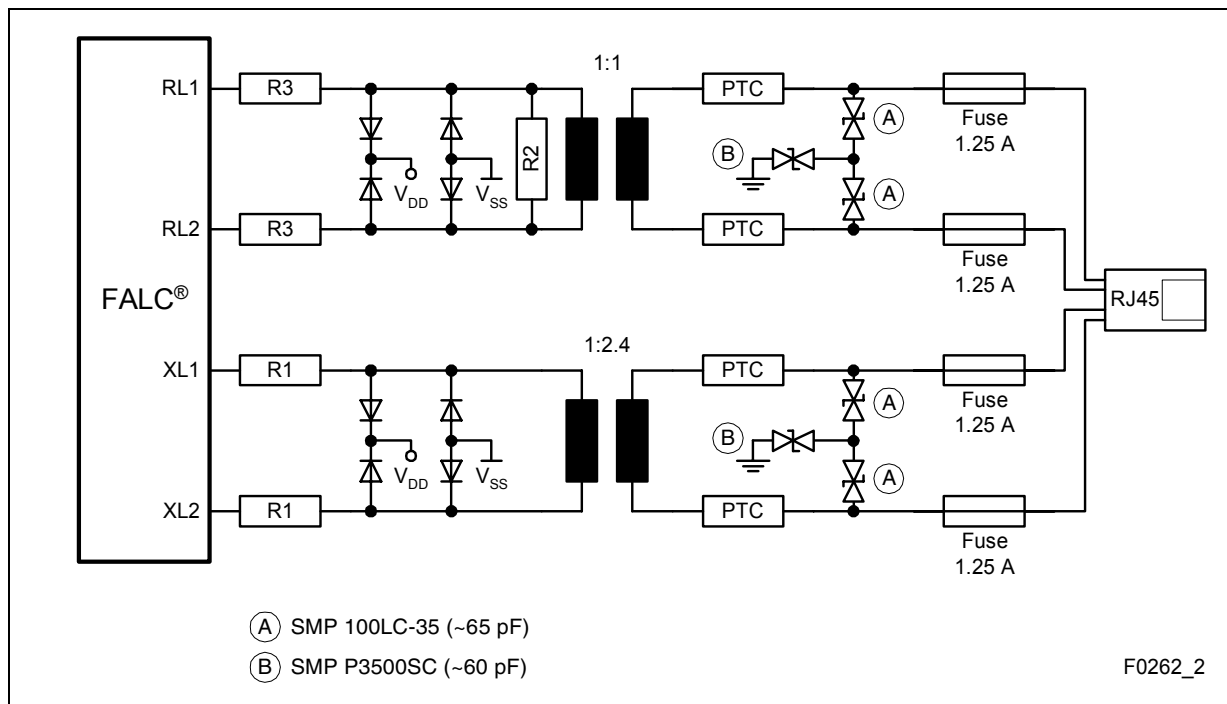 1:1
RL1
R3
PTC
Fuse
1.25 A
A
B
R2
V_DD
V_SS
A
RL2
R3
PTC
Fuse
1.25 A
FALC®
RJ45
1:2.4
XL1
R1
PTC
Fuse
1.25 A
A
B
V_DD
V_SS
A
XL2
R1
PTC
Fuse
1.25 A
A SMP 100LC-35 (~65 pF)
B SMP P3500SC (~60 pF)
F0262_2